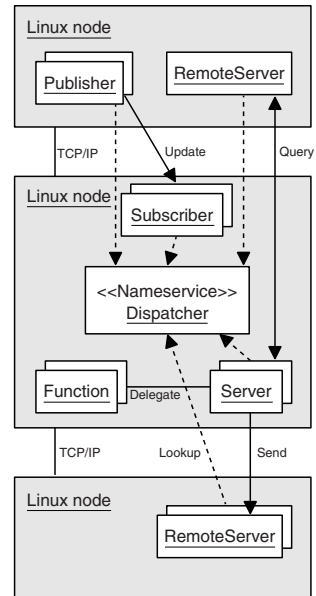 Linux node
Publisher
RemoteServer
TCP/IP
Update
Query
Linux node
Subscriber
<<Nameservice>>
Dispatcher
Function
Delegate
Server
TCP/IP
Lookup
Send
Linux node
RemoteServer